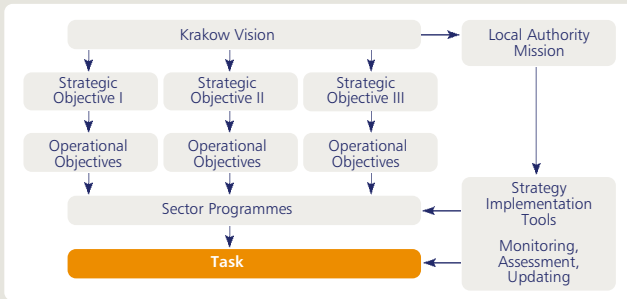 Krakow Vision
Local Authority
Mission
Strategic
Objective I
Strategic
Objective II
Strategic
Objective III
Operational
Objectives
Operational
Objectives
Operational
Objectives
Sector Programmes
Strategy
Implementation
Tools
Monitoring,
Assessment,
Updating
Task